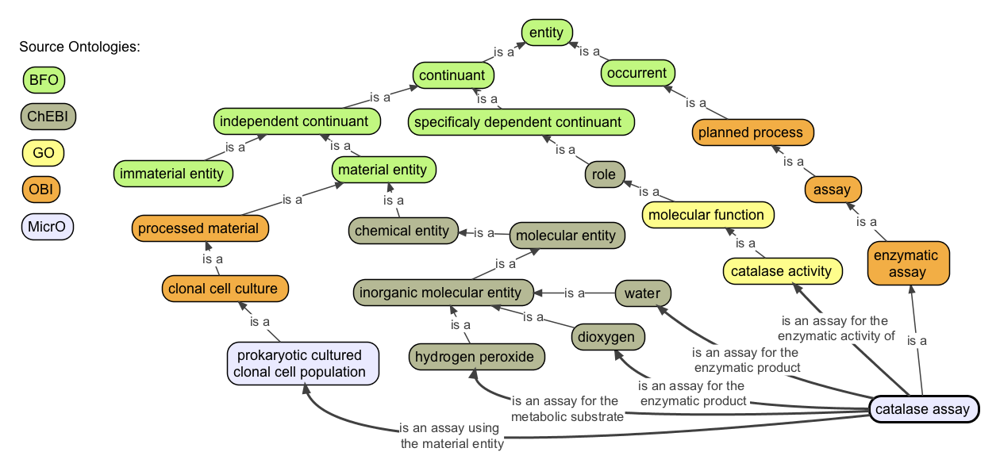 entity
Source Ontologies:
is a
is a
continuant
occurrent
BFO
is a
is a
is a
ChEBI
independent continuant
specificaly dependent continuant
planned process
GO
is a
is a
is a
is a
immaterial entity
material entity
role
OBI
is a
is a
is a
assay
MicrO
processed material
chemical entity
is a
molecular entity
molecular function
is a
is a
is a
is a
enzymatic
assay
clonal cell culture
inorganic molecular entity
is a
water
catalase activity
is a
is a
is a
is an assay for the
enzymatic activity of
dioxygen
is a
prokaryotic cultured
clonal cell population
hydrogen peroxide
is an assay for the
enzymatic product
is an assay for the
enzymatic product
is an assay for the
metabolic substrate
catalase assay
is an assay using
the material entity